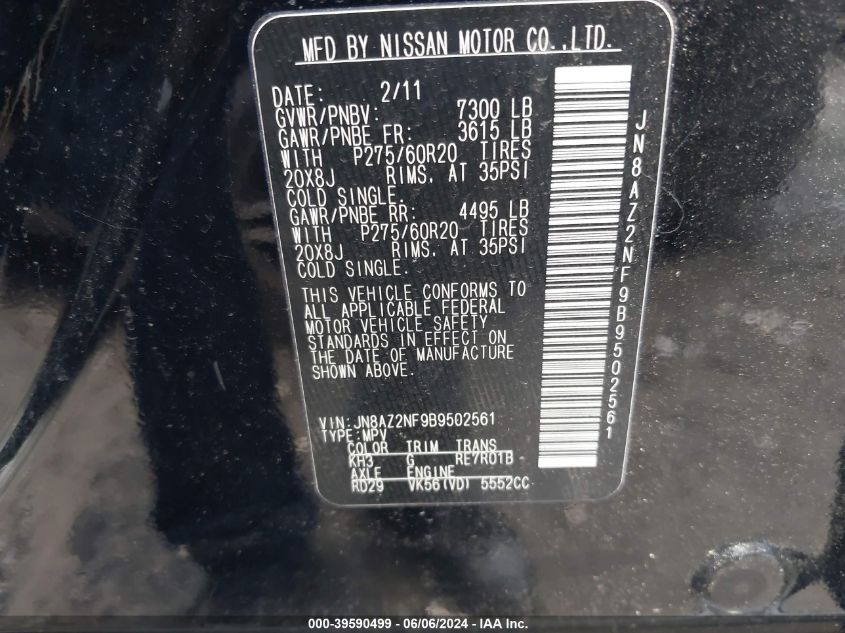 MFD BY NISSAN MOTOR CO.,LTD.
DATE: 2/11
GVWR/PNBV: 7300 LB
GAWR/PNBE FR: 3615 LB
WITH P275/60R20 TIRES
20X8J RIMS. AT 35PSI
COLD SINGLE.
GAWR/PNBE RR: 4495 LB
WITH P275/60R20 TIRES
20X8J RIMS. AT 35PSI
COLD SINGLE.
THIS VEHICLE CONFORMS TO
ALL APPLICABLE FEDERAL
MOTOR VEHICLE SAFETY
STANDARDS IN EFFECT ON
THE DATE OF MANUFACTURE
SHOWN ABOVE.
VIN:JN8AZ2NF9B9502561
TYPE:MPV
COLOR TRIM TRANS
KH3 G RE7R01B -
AXLE ENGINE
RD29 VK56(VD) 5552CC
JN8AZ2NF9B9502561
000-39590499 - 06/06/2024 - IAA Inc.